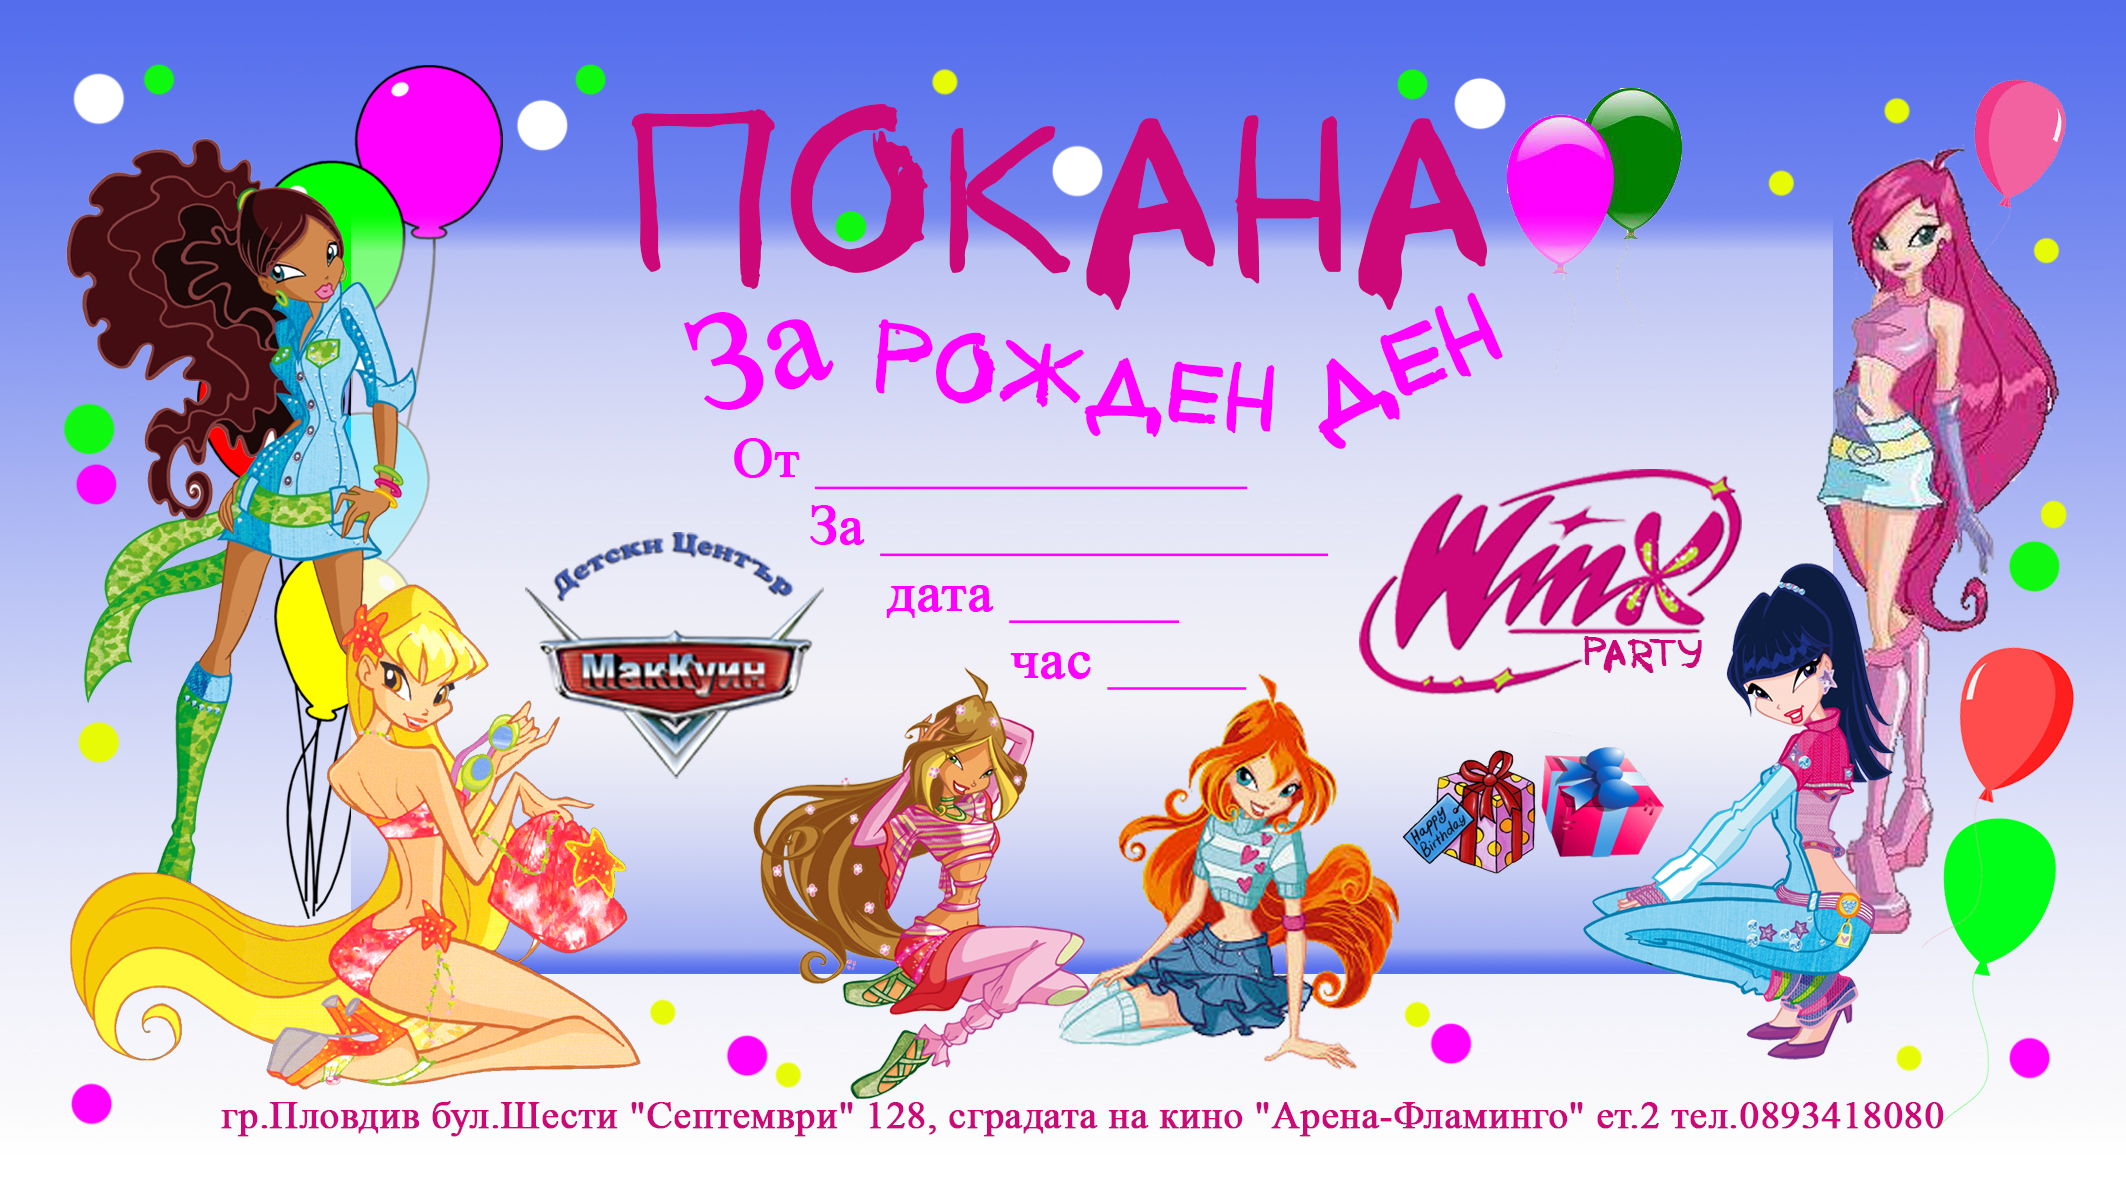 ПОКАНА
За РОЖДЕН ДЕН
От
За
дата
час
Детски Център
МакКуин
Winx
PARTY
Happy
Birthday
гр.Пловдив бул.Шести "Септември" 128, сградата на кино "Арена-Фламинго" ет.2 тел.0893418080